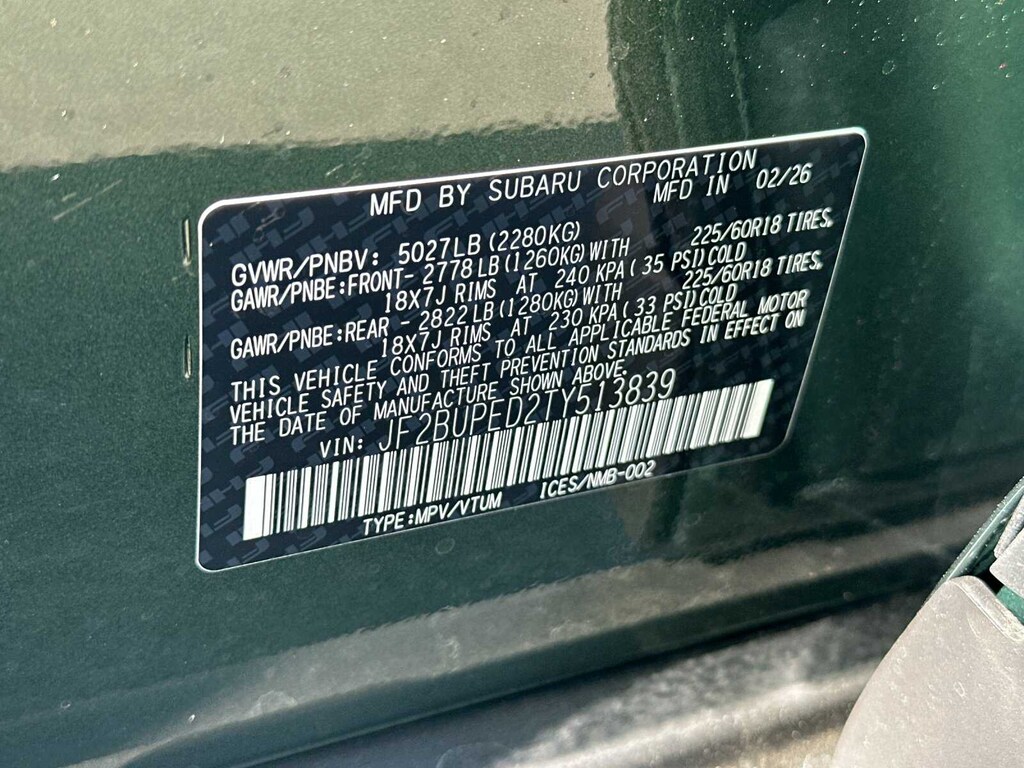 MFD BY SUBARU CORPORATION
MFD IN 02/26
GVWR/PNBV: 5027LB (2280KG)
GAWR/PNBE:FRONT- 2778 LB (1260KG) WITH 225/60R18 TIRES.
18X7J RIMS AT 240 KPA ( 35 PSI) COLD
GAWR/PNBE:REAR - 2822 LB (1280KG) WITH 225/60R18 TIRES.
18X7J RIMS AT 230 KPA ( 33 PSI) COLD
THIS VEHICLE CONFORMS TO ALL APPLICABLE FEDERAL MOTOR
VEHICLE SAFETY AND THEFT PREVENTION STANDARDS IN EFFECT ON
THE DATE OF MANUFACTURE SHOWN ABOVE.
VIN: JF2BUPED2TY513839
TYPE:MPV/VTUM ICES/NMB-002